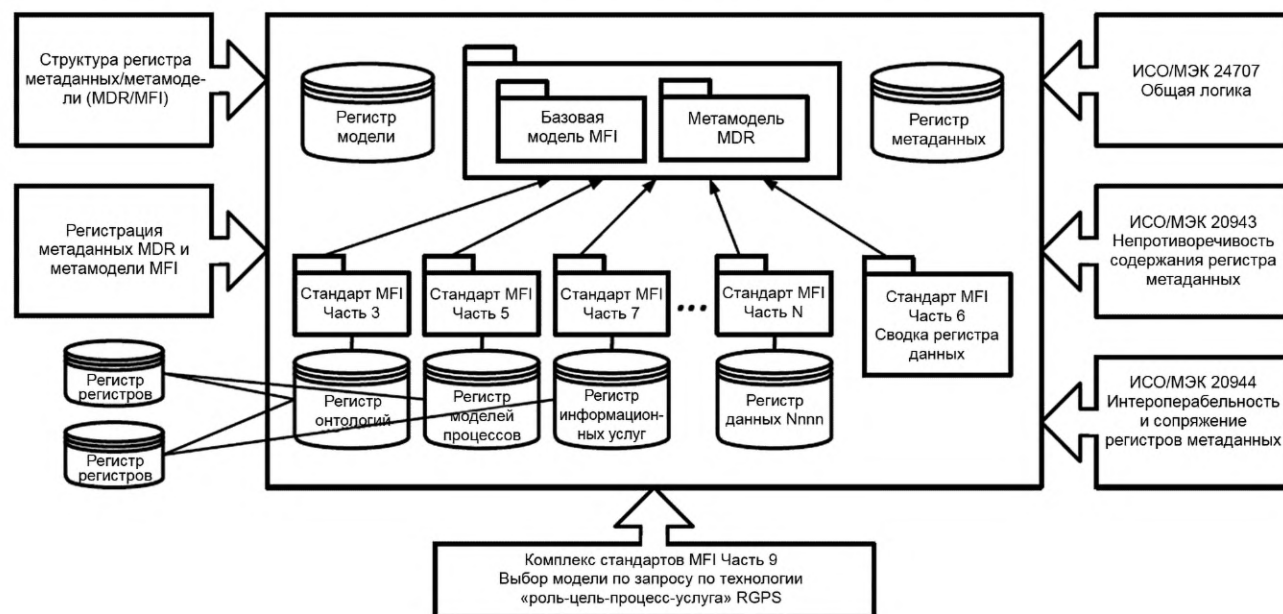 Структура регистра
метаданных/метамоде-
ли (MDR/MFI)
Регистр
модели
Базовая
модель MFI
Метамодель
MDR
Регистр
метаданных
ИСО/МЭК 24707
Общая логика
Регистрация
метаданных MDR и
метамодели MFI
ИСО/МЭК 20943
Непротиворечивость
содержания регистра
метаданных
Стандарт MFI
Часть 3
Стандарт MFI
Часть 5
Стандарт MFI
Часть 7
...
Стандарт MFI
Часть N
Стандарт MFI
Часть 6
Сводка регистра
данных
Регистр
регистров
Регистр
регистров
Регистр
онтологий
Регистр
моделей
процессов
Регистр
информацион-
ных услуг
Регистр
данных Nnnn
ИСО/МЭК 20944
Интероперабельность
и сопряжение
регистров метаданных
Комплекс стандартов MFI Часть 9
Выбор модели по запросу по технологии
«роль-цель-процесс-услуга» RGPS